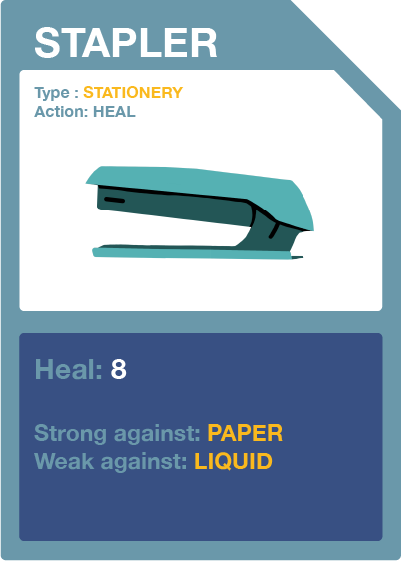 STAPLER
Type : STATIONERY
Action: HEAL
Heal: 8
Strong against: PAPER
Weak against: LIQUID